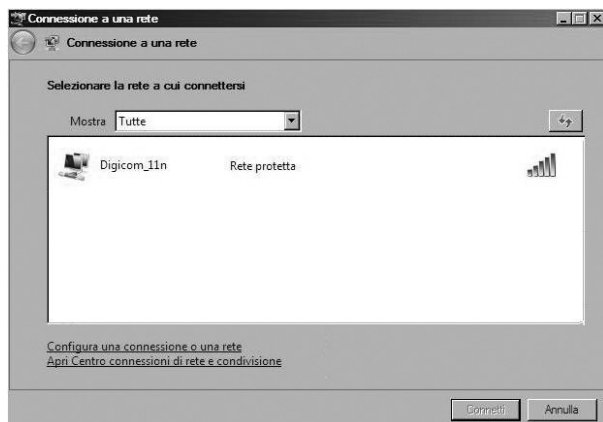 Connessione a una rete
Connessione a una rete
Selezionare la rete a cui connettersi
Mostra Tutte
Digicom_11n Rete protetta
Configura una connessione o una rete
Apri Centro connessioni di rete e condivisione
Connetti Annulla